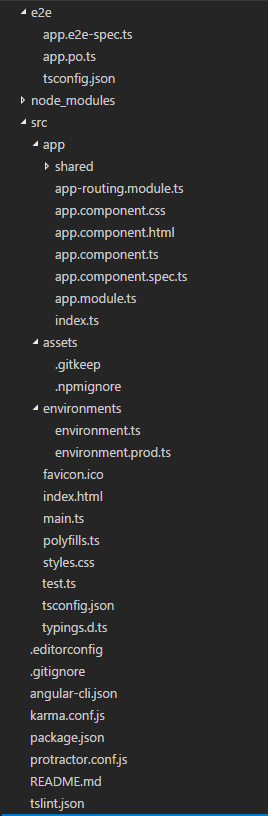 e2e
app.e2e-spec.ts
app.po.ts
tsconfig.json
node_modules
src
app
shared
app-routing.module.ts
app.component.css
app.component.html
app.component.ts
app.component.spec.ts
app.module.ts
index.ts
assets
.gitkeep
.npmignore
environments
environment.ts
environment.prod.ts
favicon.ico
index.html
main.ts
polyfills.ts
styles.css
test.ts
tsconfig.json
typings.d.ts
.editorconfig
.gitignore
angular-cli.json
karma.conf.js
package.json
protractor.conf.js
README.md
tslint.json